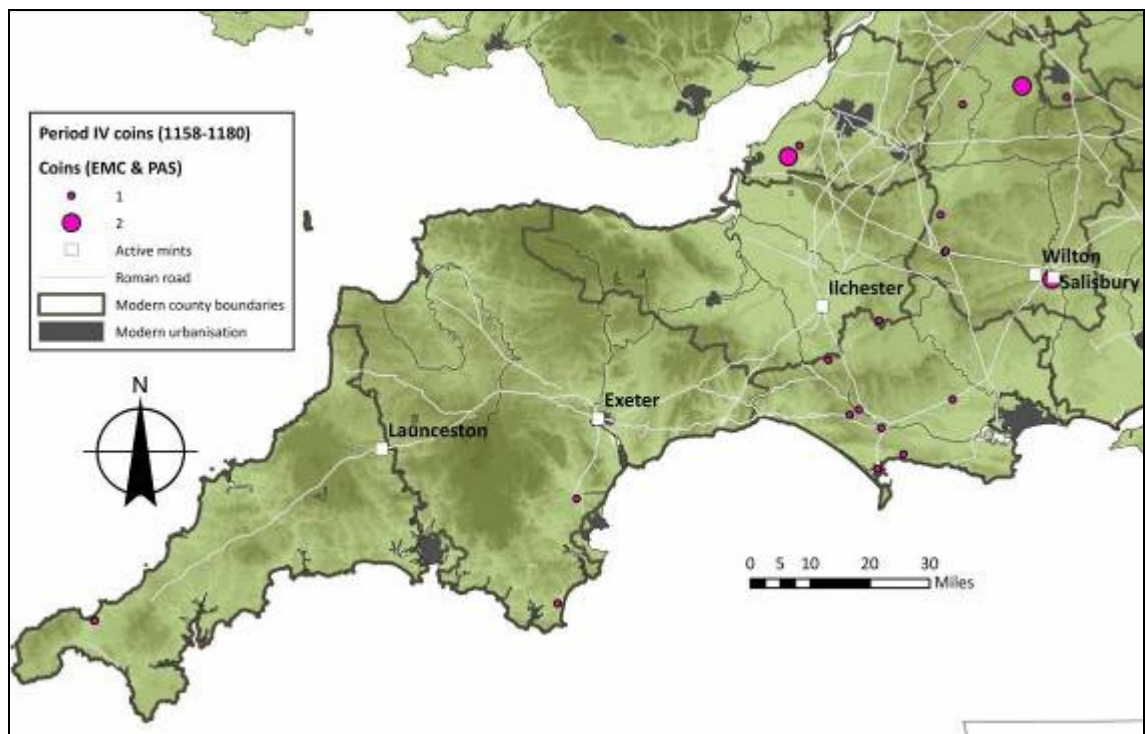 Period IV coins (1158-1180)
Coins (EMC & PAS)
1
2
Active mints
Roman road
Modern county boundaries
Modern urbanisation
N
Wilton
Salisbury
Ilchester
Exeter
Launceston
0 5 10 20 30
Miles